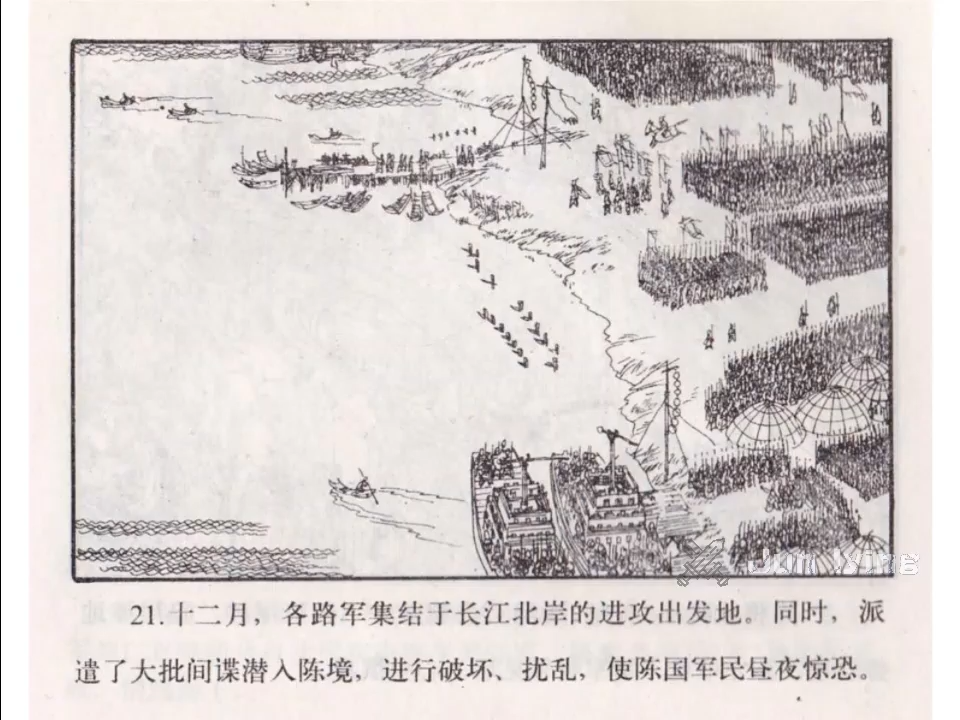 Jun Xing
21. 十二月，各路军集结于长江北岸的进攻出发地。同时，派
遣了大批间谍潜入陈境，进行破坏、扰乱，使陈国军民昼夜惊恐。